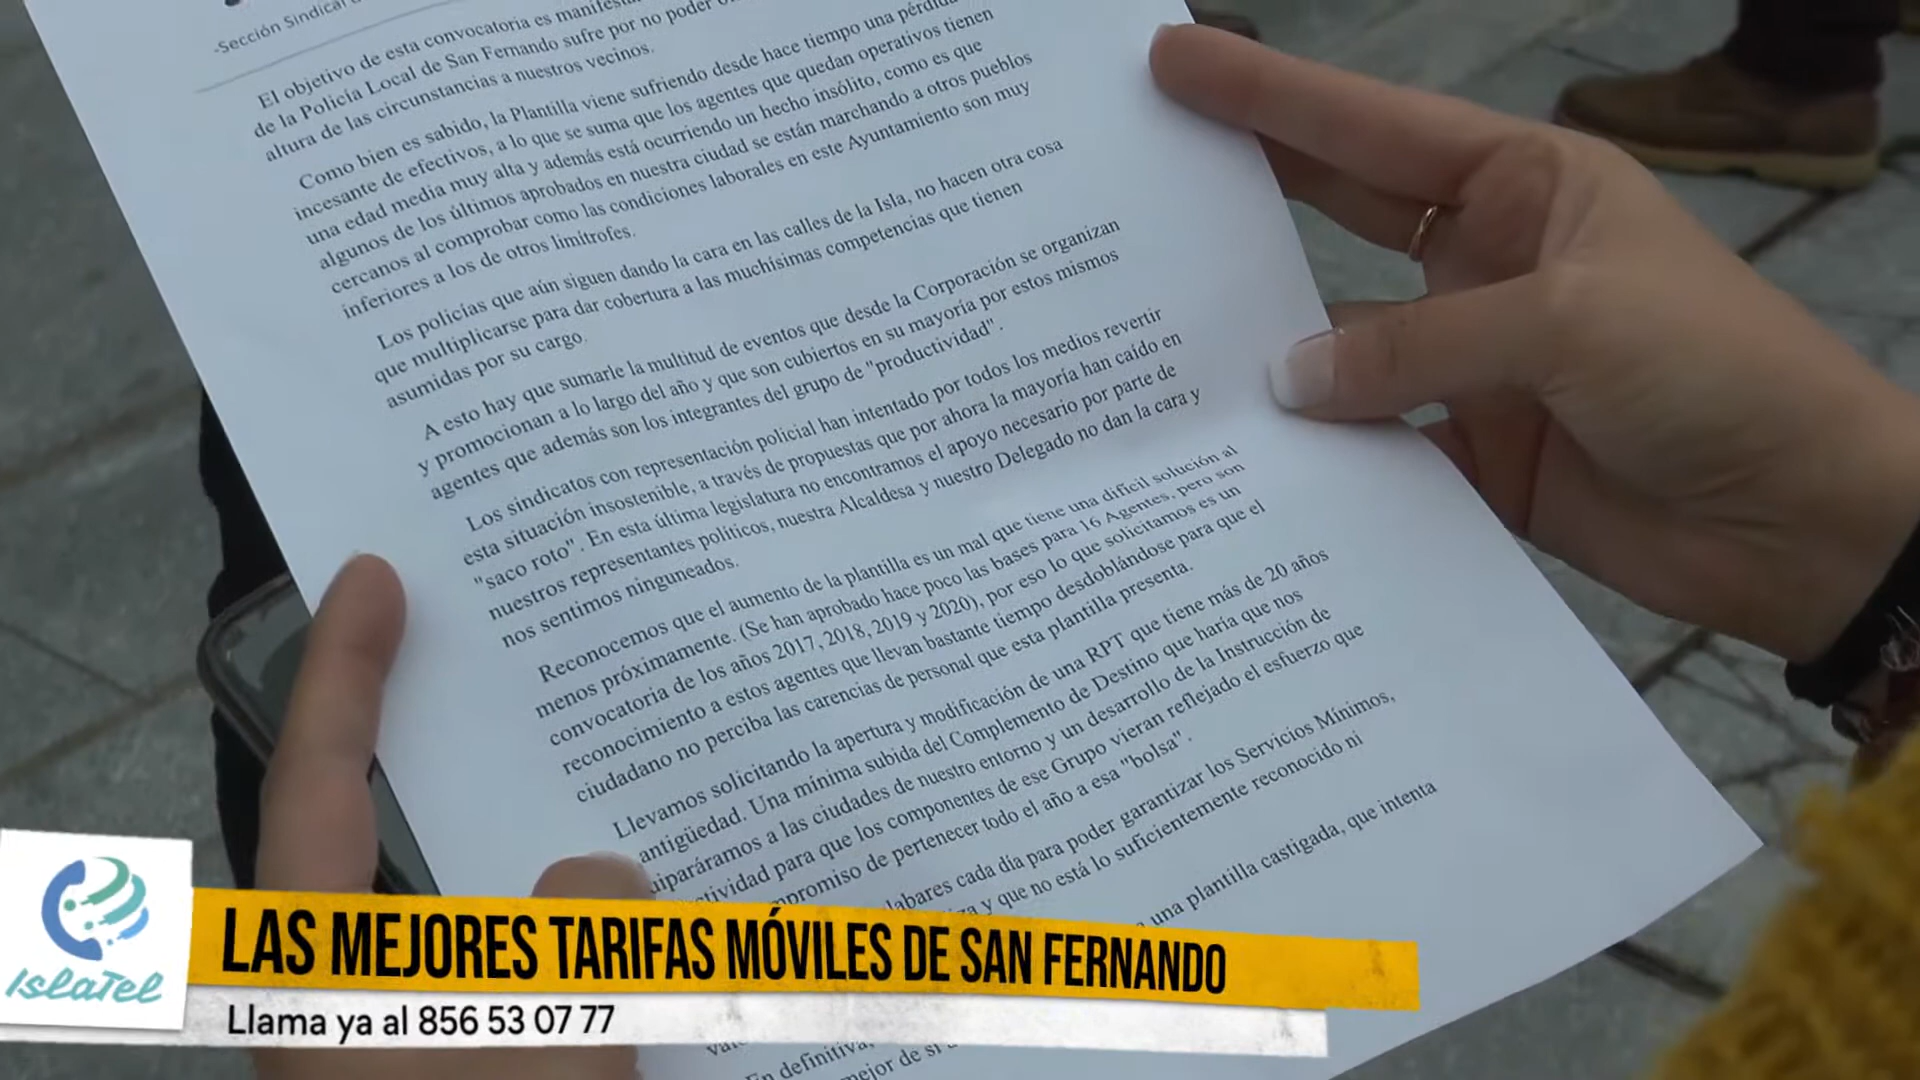 -Sección Sindical
El objetivo de esta convocatoria es
de la Policía Local de San Fernando sufre por no poder
altura de las circunstancias a nuestros vecinos.
Como bien es sabido, la Plantilla viene sufriendo desde hace tiempo una
incesante de efectivos, a lo que se suma que los agentes que quedan operativos tienen
una edad media muy alta y además está ocurriendo un hecho insólito, como es que
algunos de los últimos aprobados en nuestra ciudad se están marchando a otros pueblos
cercanos al comprobar como las condiciones laborales en este Ayuntamiento son muy
inferiores a los de otros limítrofes.
Los policías que aún siguen dando la cara en las calles de la Isla, no hacen otra cosa
que multiplicarse para dar cobertura a las muchísimas competencias que tienen
asumidas por su cargo.
A esto hay que sumarle la multitud de eventos que desde la Corporación se organizan
y promocionan a lo largo del año y que son cubiertos en su mayoría por estos mismos
agentes que además son los integrantes del grupo de "productividad".
Los sindicatos con representación policial han intentado por todos los medios revertir
esta situación insostenible, a través de propuestas que por ahora la mayoría han caído en
"saco roto". En esta última legislatura no encontramos el apoyo necesario por parte de
nuestros representantes políticos, nuestra Alcaldesa y nuestro Delegado no dan la cara y
nos sentimos ninguneados.
Reconocemos que el aumento de la plantilla es un mal que tiene una difícil solución al
menos próximamente. (Se han aprobado hace poco las bases para 16 Agentes, pero son
convocatoria de los años 2017, 2018, 2019 y 2020), por eso lo que solicitamos es un
reconocimiento a estos agentes que llevan bastante tiempo desdoblándose para que el
ciudadano no perciba las carencias de personal que esta plantilla presenta.
Llevamos solicitando la apertura y modificación de una RPT que tiene más de 20 años
antigüedad. Una mínima subida del Complemento de Destino que haría que nos
uiparáramos a las ciudades de nuestro entorno y un desarrollo de la Instrucción de
tividad para que los componentes de ese Grupo vieran reflejado el esfuerzo que
mpromiso de pertenecer todo el año a esa "bolsa".
labares cada día para poder garantizar los Servicios Mínimos,
y que no está lo suficientemente reconocido ni
una plantilla castigada, que intenta
En definitiva,
mejor de sí
IslaTel
LAS MEJORES TARIFAS MÓVILES DE SAN FERNANDO
Llama ya al 856 53 07 77